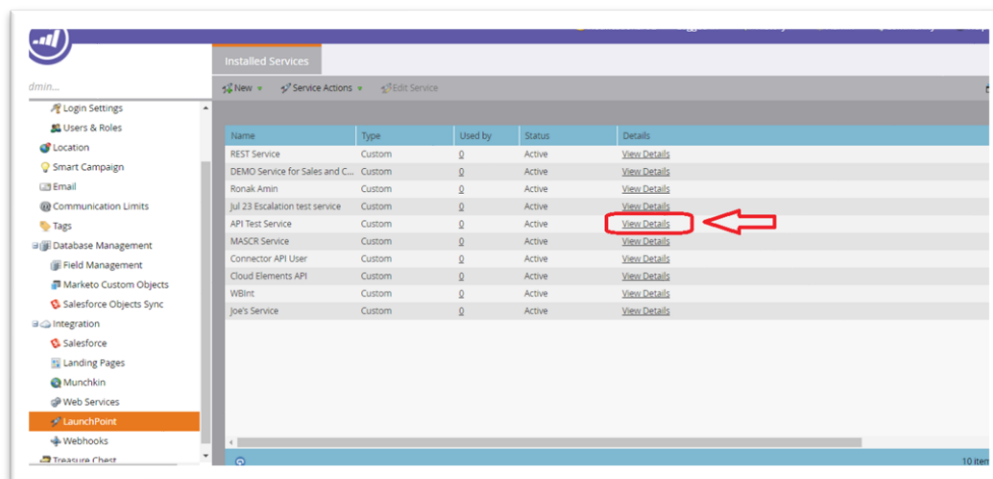 Installed Services
dmin...
New Service Actions Edit Service
Login Settings
Users & Roles
Location
Smart Campaign
Email
Communication Limits
Tags
Database Management
Field Management
Marketo Custom Objects
Salesforce Objects Sync
Integration
Salesforce
Landing Pages
Munchkin
Web Services
LaunchPoint
Webhooks
Treasure Chest
Name Type Used by Status Details
REST Service Custom 0 Active View Details
DEMO Service for Sales and C... Custom 0 Active View Details
Ronak Amin Custom 0 Active View Details
Jul 23 Escalation test service Custom 0 Active View Details
API Test Service Custom 0 Active View Details
MASCR Service Custom 0 Active View Details
Connector API User Custom 0 Active View Details
Cloud Elements API Custom 0 Active View Details
WBInt Custom 0 Active View Details
Joe's Service Custom 0 Active View Details
10 item